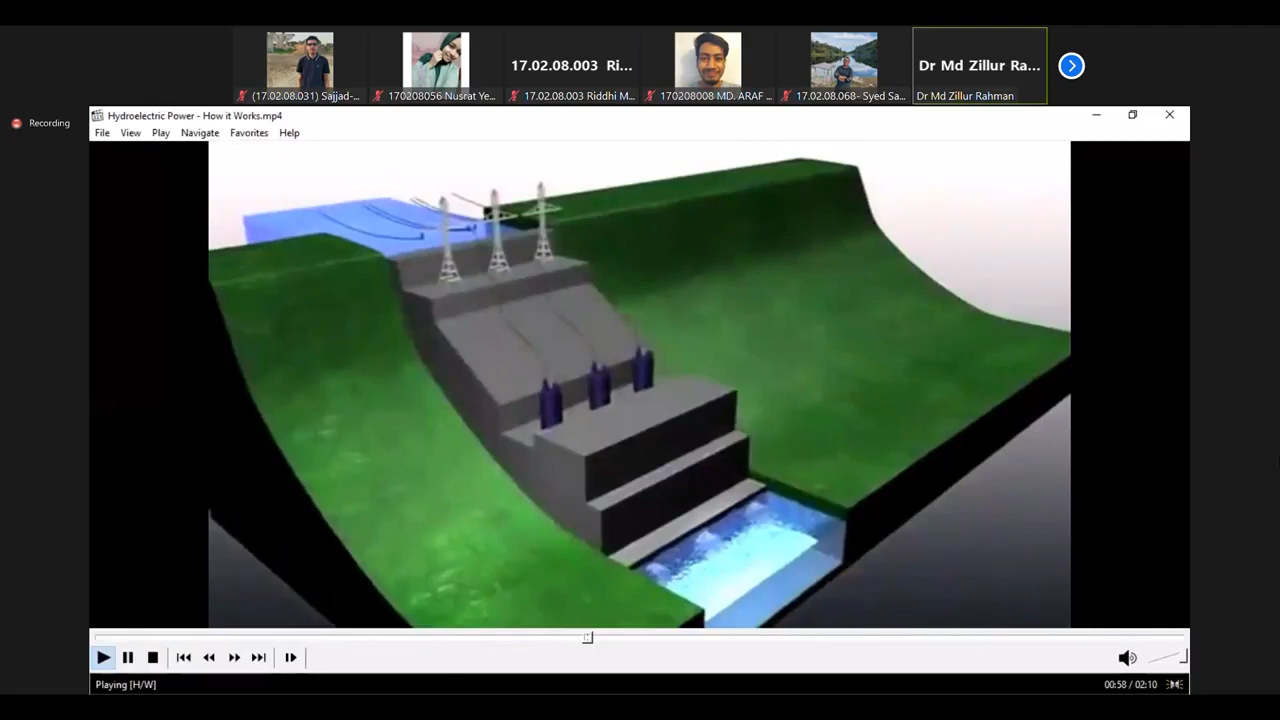 17.02.08.003 Ri...
Dr Md Zillur Ra...
(17.02.08.031) Sajjad-...
170208056 Nusrat Ye...
17.02.08.003 Riddhi M...
170208008 MD. ARAF ...
17.02.08.068- Syed Sa...
Dr Md Zillur Rahman
Recording
Hydroelectric Power - How it Works.mp4
File View Play Navigate Favorites Help
Playing [H/W]
00:58 / 02:10